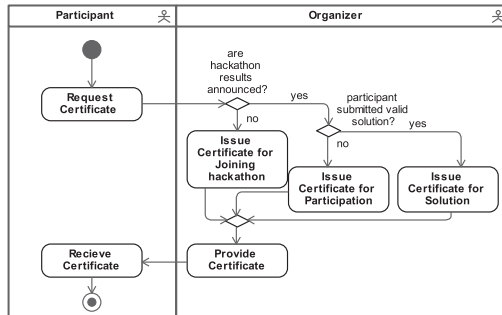 Participant
Organizer
are
hackathon
results
announced?
Request
Certificate
yes
participant
submitted valid
solution?
no
yes
no
Issue
Certificate for
Joining
hackathon
Issue
Certificate for
Participation
Issue
Certificate for
Solution
Recieve
Certificate
Provide
Certificate